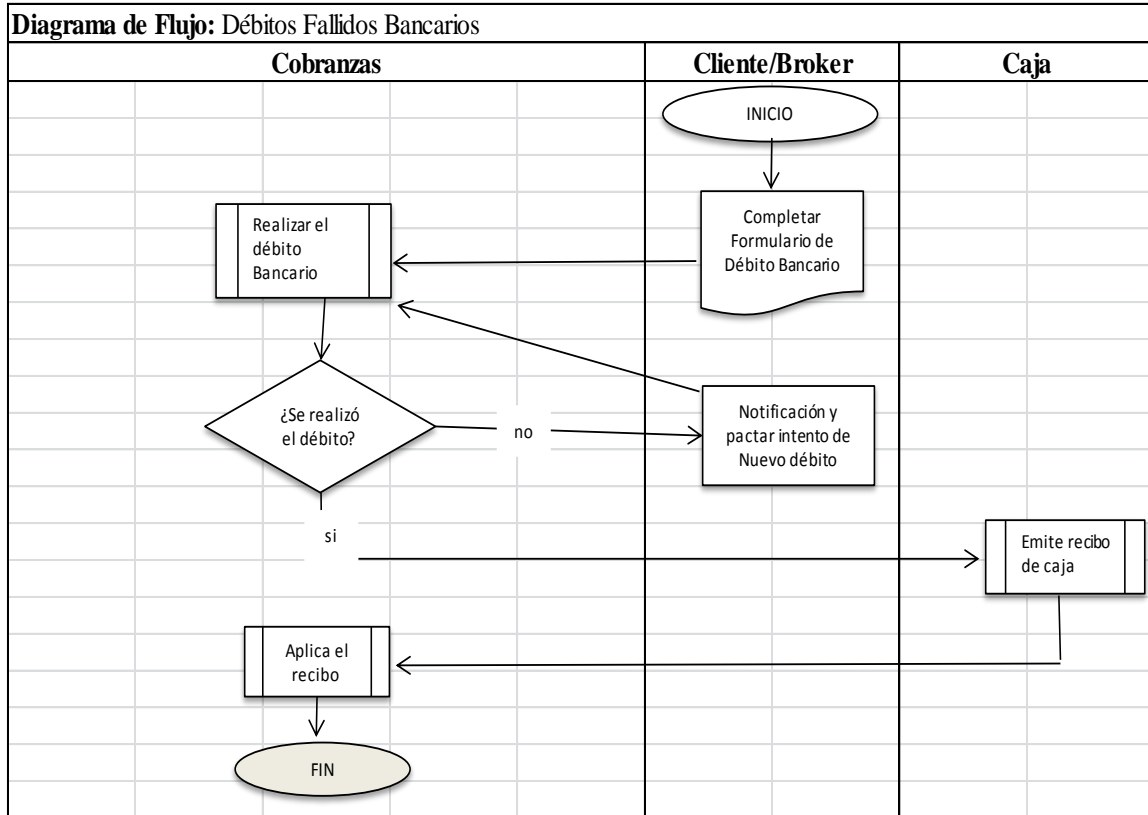 Diagrama de Flujo: Débitos Fallidos Bancarios
Cobranzas
Cliente/Broker
Caja
INICIO
Completar
Formulario de
Débito Bancario
Realizar el
débito
Bancario
¿Se realizó
el débito?
no
Notificación y
pactar intento de
Nuevo débito
si
Emite recibo
de caja
Aplica el
recibo
FIN